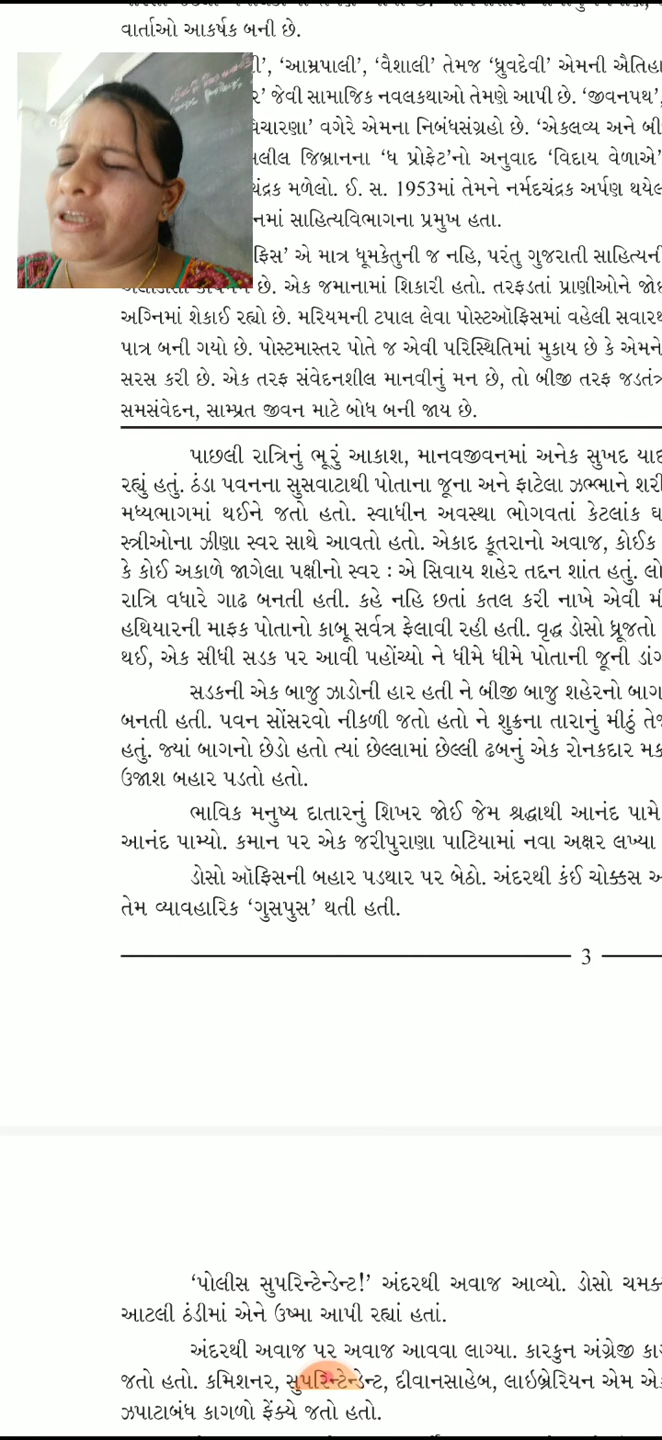 વાર્તાઓ આકર્ષક બની છે.
‘આમ્રપાલી’, ‘વૈશાલી’ તેમજ ‘ધ્રુવદેવી’ એમની ઐતિહા
જેવી સામાજિક નવલકથાઓ તેમણે આપી છે. ‘જીવનપથ’,
વગેરે એમના નિબંધસંગ્રહો છે. ‘એકલવ્ય અને બી
જિબ્રાનના ‘ધ પ્રોફેટ’નો અનુવાદ ‘વિદાય વેળાએ’
મળેલો. ઈ. સ. 1953માં તેમને નર્મદચંદ્રક અર્પણ થયેલ
નમાં સાહિત્યવિભાગના પ્રમુખ હતા.
ફિસ’ એ માત્ર ધૂમકેતુની જ નહિ, પરંતુ ગુજરાતી સાહિત્યની
છે. એક જમાનામાં શિકારી હતો. તરફડતાં પ્રાણીઓને જોઈ
અગ્નિમાં શેકાઈ રહ્યો છે. મરિયમની ટપાલ લેવા પોસ્ટઑફિસમાં વહેલી સવારથ
પાત્ર બની ગયો છે. પોસ્ટમાસ્તર પોતે જ એવી પરિસ્થિતિમાં મુકાય છે કે એમને
સરસ કરી છે. એક તરફ સંવેદનશીલ માનવીનું મન છે, તો બીજી તરફ જડતંત્ર
સમસંવેદન, સામ્પ્રત જીવન માટે બોધ બની જાય છે.
પાછલી રાત્રિનું ભૂરું આકાશ, માનવજીવનમાં અનેક સુખદ યાદ
રહ્યું હતું. ઠંડા પવનના સુસવાટાથી પોતાના જૂના અને ફાટેલા ઝભ્ભાને શરી
મધ્યભાગમાં થઈને જતો હતો. સ્વાધીન અવસ્થા ભોગવતાં કેટલાંક ઘ
સ્ત્રીઓના ઝીણા સ્વર સાથે આવતો હતો. એકાદ કૂતરાનો અવાજ, કોઈક
કે કોઈ અકાળે જાગેલા પક્ષીનો સ્વર : એ સિવાય શહેર તદ્દન શાંત હતું. લો
રાત્રિ વધારે ગાઢ બનતી હતી. કહે નહિ છતાં કતલ કરી નાખે એવી મી
હથિયારની માફક પોતાનો કાબૂ સર્વત્ર ફેલાવી રહી હતી. વૃદ્ધ ડોસો ધ્રૂજતો
થઈ, એક સીધી સડક પર આવી પહોંચ્યો ને ધીમે ધીમે પોતાની જૂની ડાંગ
સડકની એક બાજુ ઝાડોની હાર હતી ને બીજી બાજુ શહેરનો બાગ
બનતી હતી. પવન સોંસરવો નીકળી જતો હતો ને શુક્રના તારાનું મીઠું તેજ
હતું. જ્યાં બાગનો છેડો હતો ત્યાં છેલ્લામાં છેલ્લી ઢબનું એક રોનકદાર મક
ઉજાશ બહાર પડતો હતો.
ભાવિક મનુષ્ય દાતારનું શિખર જોઈ જેમ શ્રદ્ધાથી આનંદ પામે
આનંદ પામ્યો. કમાન પર એક જરીપુરાણા પાટિયામાં નવા અક્ષર લખ્યા
ડોસો ઑફિસની બહાર પડથાર પર બેઠો. અંદરથી કંઈ ચોક્કસ અ
તેમ વ્યાવહારિક ‘ગુસપુસ’ થતી હતી.
3
‘પોલીસ સુપરિન્ટેન્ડેન્ટ!’ અંદરથી અવાજ આવ્યો. ડોસો ચમક
આટલી ઠંડીમાં એને ઉષ્મા આપી રહ્યાં હતાં.
અંદરથી અવાજ પર અવાજ આવવા લાગ્યા. કારકુન અંગ્રેજી કાગ
જતો હતો. કમિશનર, સુપરિન્ટેન્ડેન્ટ, દીવાનસાહેબ, લાઇબ્રેરિયન એમ એ
ઝપાટાબંધ કાગળો ફેંક્યે જતો હતો.